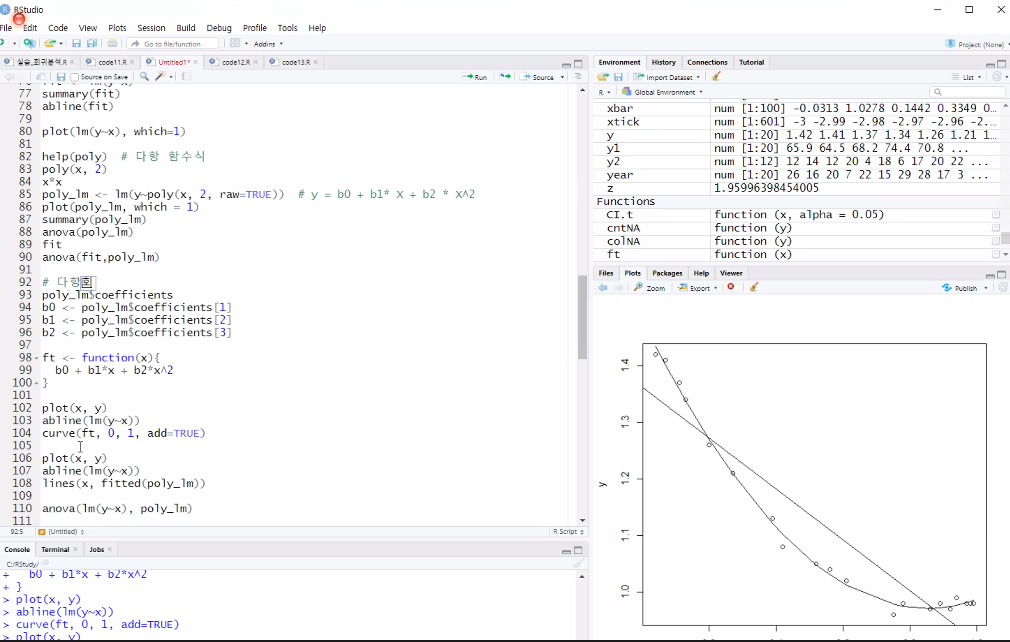 RStudio
File Edit Code View Plots Session Build Debug Profile Tools Help
Go to file/function Addins Project: (None)
실습_회귀분석.R code11.R Untitled1* code12.R code13.R
Source on Save Run Source
77 summary(fit)
78 abline(fit)
79
80 plot(lm(y~x), which=1)
81
82 help(poly) # 다항 함수식
83 poly(x, 2)
84 x*x
85 poly_lm <- lm(y~poly(x, 2, raw=TRUE)) # y = b0 + b1* X + b2 * X^2
86 plot(poly_lm, which = 1)
87 summary(poly_lm)
88 anova(poly_lm)
89 fit
90 anova(fit,poly_lm)
91
92 # 다항회
93 poly_lm$coefficients
94 b0 <- poly_lm$coefficients[1]
95 b1 <- poly_lm$coefficients[2]
96 b2 <- poly_lm$coefficients[3]
97
98 ft <- function(x){
99 b0 + b1*x + b2*x^2
100 }
101
102 plot(x, y)
103 abline(lm(y~x))
104 curve(ft, 0, 1, add=TRUE)
105
106 plot(x, y)
107 abline(lm(y~x))
108 lines(x, fitted(poly_lm))
109
110 anova(lm(y~x), poly_lm)
111
92:5 (Untitled) R Script
Console Terminal Jobs
C:/RStudy/
+ b0 + b1*x + b2*x^2
+ }
> plot(x, y)
> abline(lm(y~x))
> curve(ft, 0, 1, add=TRUE)
> plot(x, y)
Environment History Connections Tutorial
Import Dataset List
R Global Environment
xbar num [1:100] -0.0313 1.0278 0.1442 0.3349 0...
xtick num [1:601] -3 -2.99 -2.98 -2.97 -2.96 -2...
y num [1:20] 1.42 1.41 1.37 1.34 1.26 1.21 1...
y1 num [1:20] 65.9 64.5 68.2 74.4 70.8 ...
y2 num [1:12] 12 14 12 20 4 18 6 17 20 22 ...
year num [1:20] 26 16 20 7 22 15 29 28 17 3 ...
z 1.95996398454005
Functions
CI.t function (x, alpha = 0.05)
cntNA function (y)
colNA function (y)
ft function (x)
Files Plots Packages Help Viewer
Zoom Export Publish
1.4
1.3
1.2
1.1
1.0
y